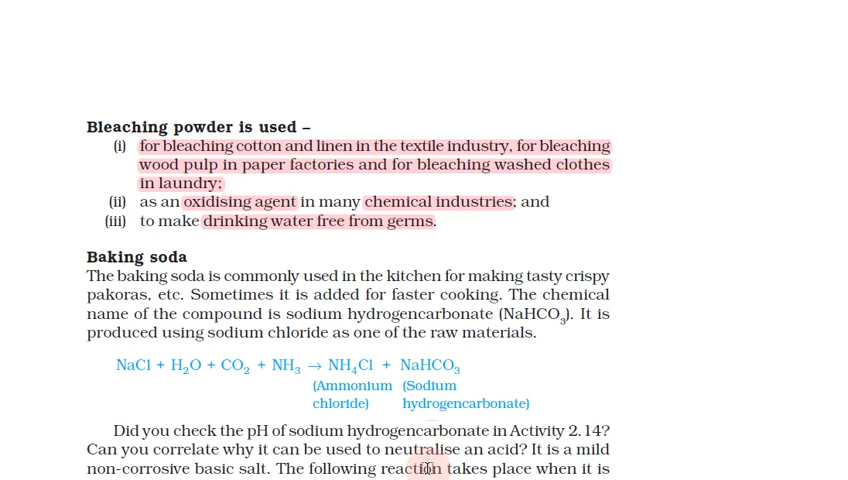 Bleaching powder is used –
(i) for bleaching cotton and linen in the textile industry, for bleaching
wood pulp in paper factories and for bleaching washed clothes
in laundry;
(ii) as an oxidising agent in many chemical industries; and
(iii) to make drinking water free from germs.
Baking soda
The baking soda is commonly used in the kitchen for making tasty crispy
pakoras, etc. Sometimes it is added for faster cooking. The chemical
name of the compound is sodium hydrogencarbonate (NaHCO₃). It is
produced using sodium chloride as one of the raw materials.
NaCl + H₂O + CO₂ + NH₃ → NH₄Cl + NaHCO₃
(Ammonium (Sodium
chloride) hydrogencarbonate)
Did you check the pH of sodium hydrogencarbonate in Activity 2.14?
Can you correlate why it can be used to neutralise an acid? It is a mild
non-corrosive basic salt. The following reaction takes place when it is